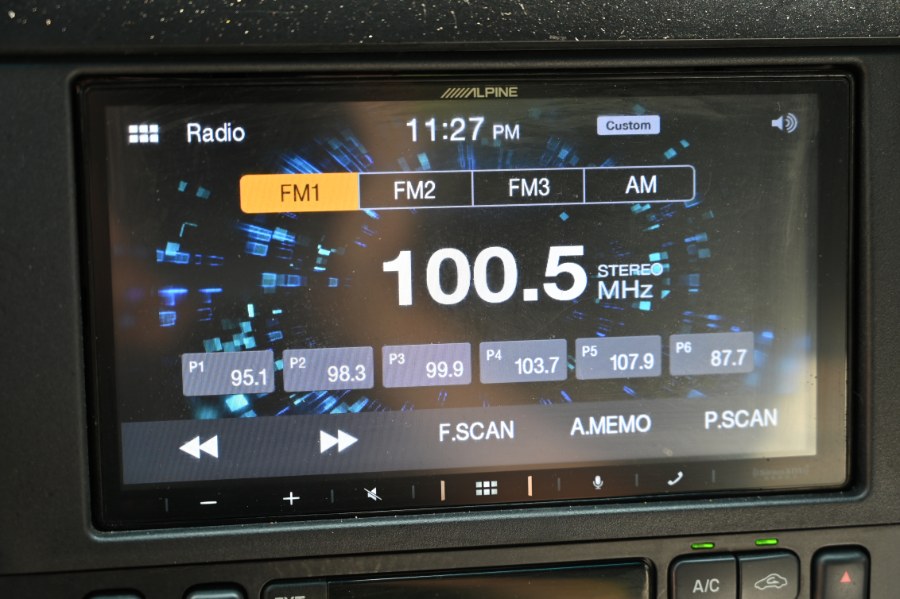 ALPINE
Radio 11:27 PM Custom
FM1 FM2 FM3 AM
100.5 STEREO MHz
P1 95.1 P2 98.3 P3 99.9 P4 103.7 P5 107.9 P6 87.7
F.SCAN A.MEMO P.SCAN
A/C